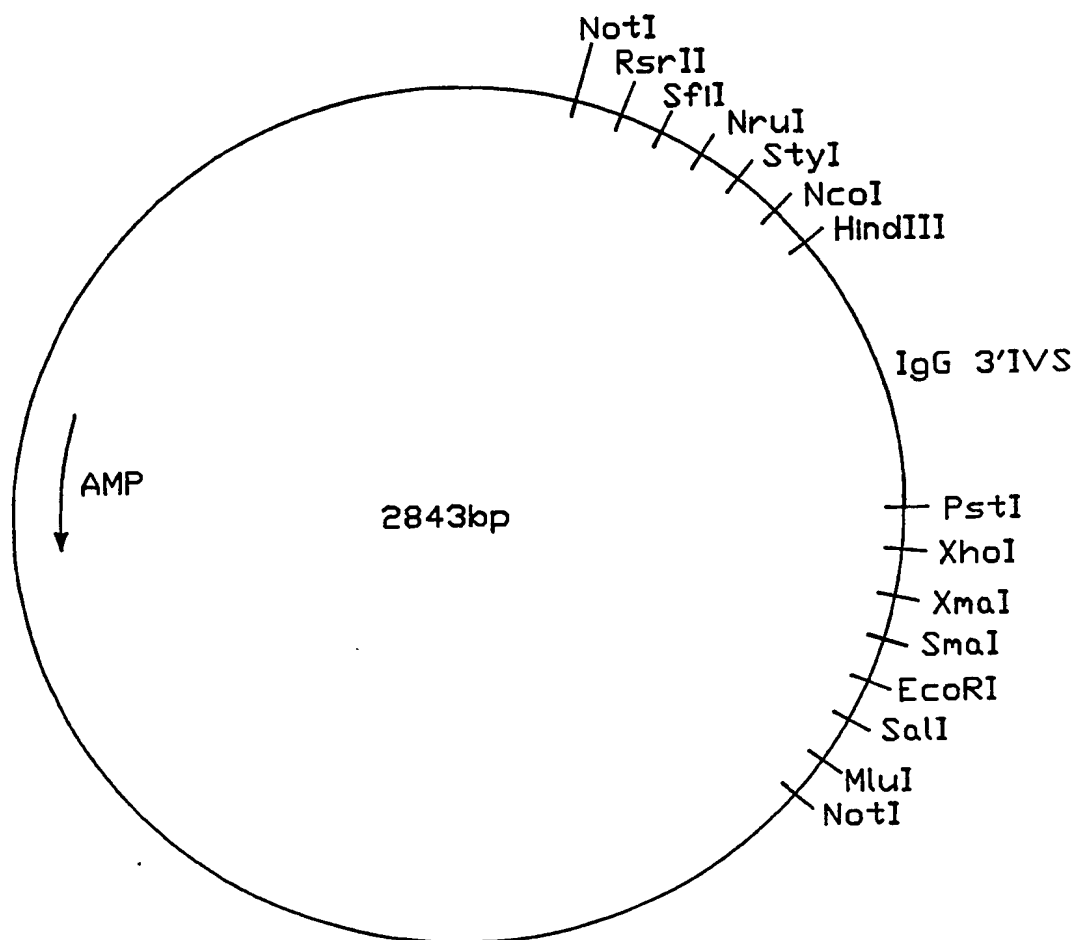 NotI
RsrII
SfiI
NruI
StyI
NcoI
HindIII
IgG 3'IVS
AMP
2843bp
PstI
XhoI
XmaI
SmaI
EcoRI
SalI
MluI
NotI